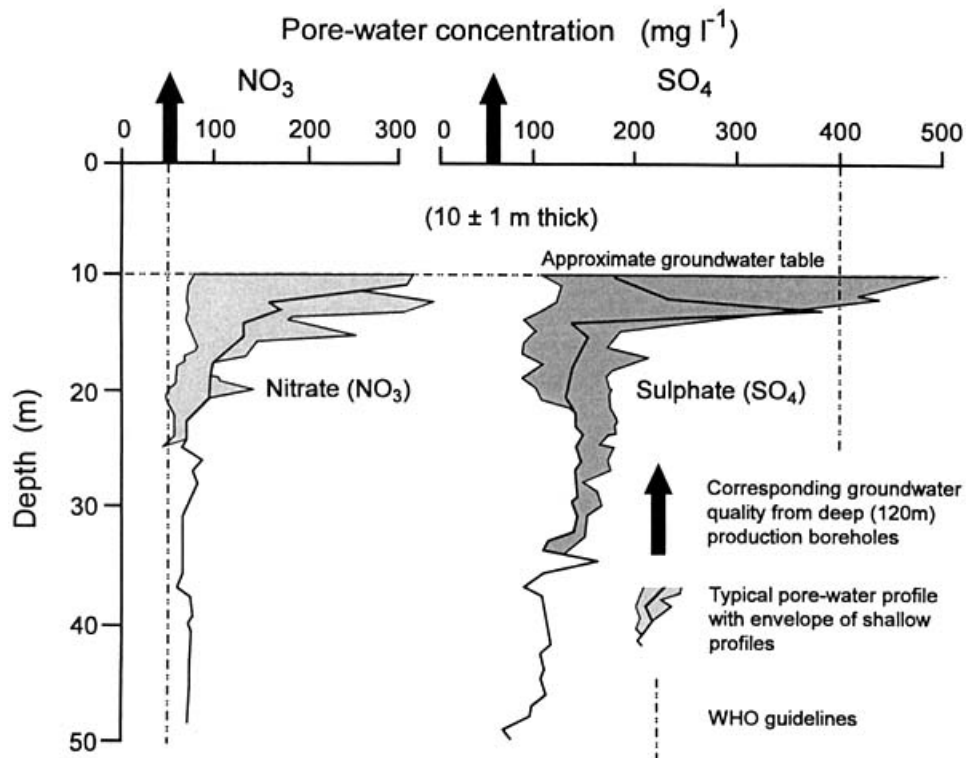 Pore-water concentration (mg l⁻¹)
NO₃ SO₄
0 100 200 300 0 100 200 300 400 500
0
(10 ± 1 m thick)
Approximate groundwater table
10
20
Nitrate (NO₃) Sulphate (SO₄)
Depth (m)
30
Corresponding groundwater
quality from deep (120m)
production boreholes
40
Typical pore-water profile
with envelope of shallow
profiles
WHO guidelines
50